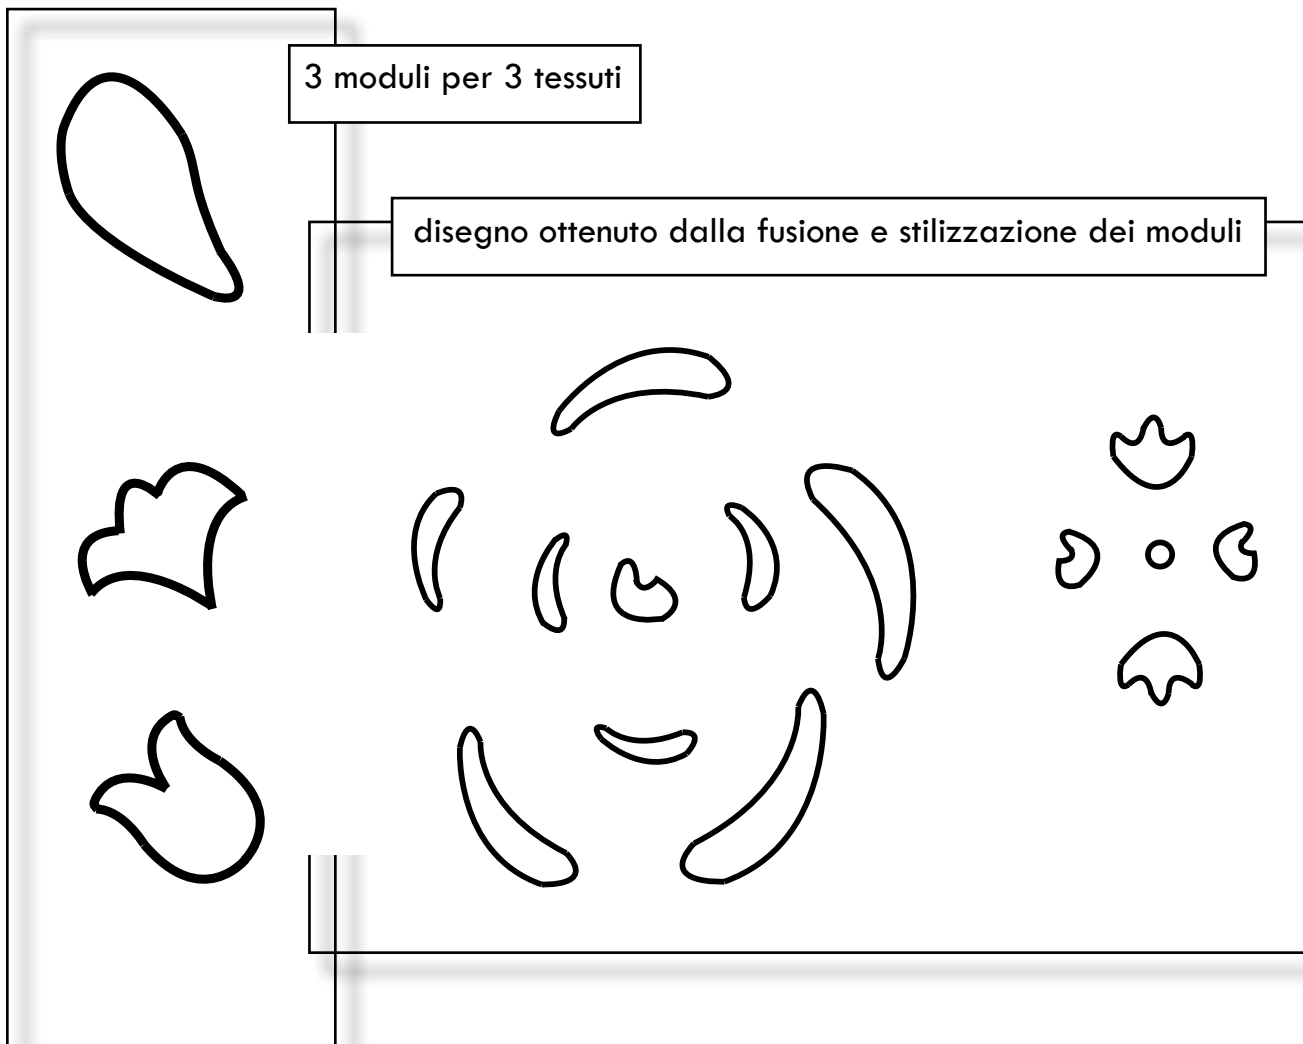 3 moduli per 3 tessuti
disegno ottenuto dalla fusione e stilizzazione dei moduli